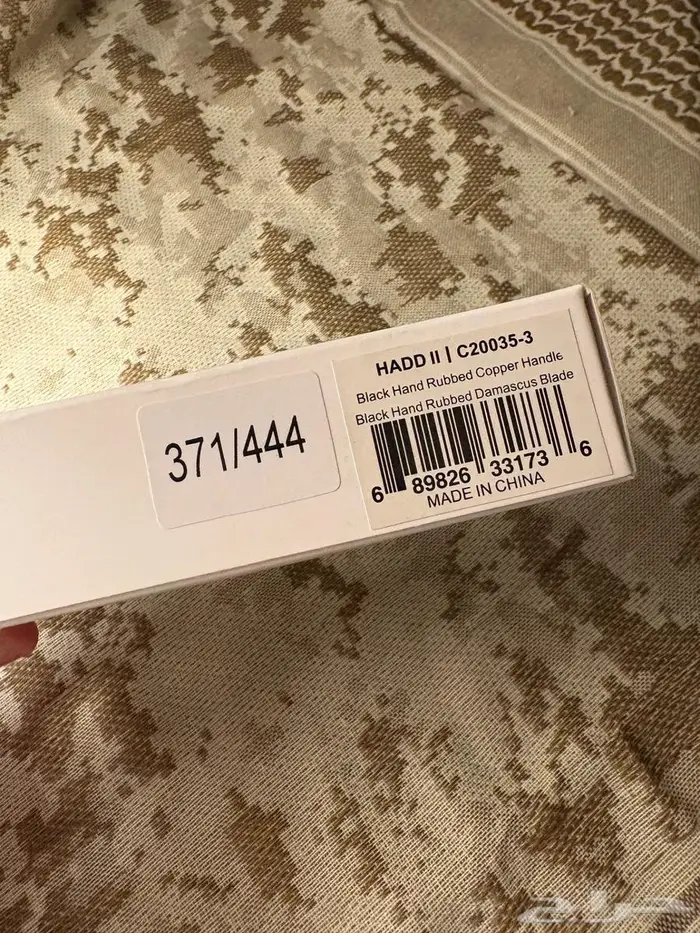 371/444
HADD II | C20035-3
Black Hand Rubbed Copper Handle
Black Hand Rubbed Damascus Blade
6 89826 33173 6
MADE IN CHINA